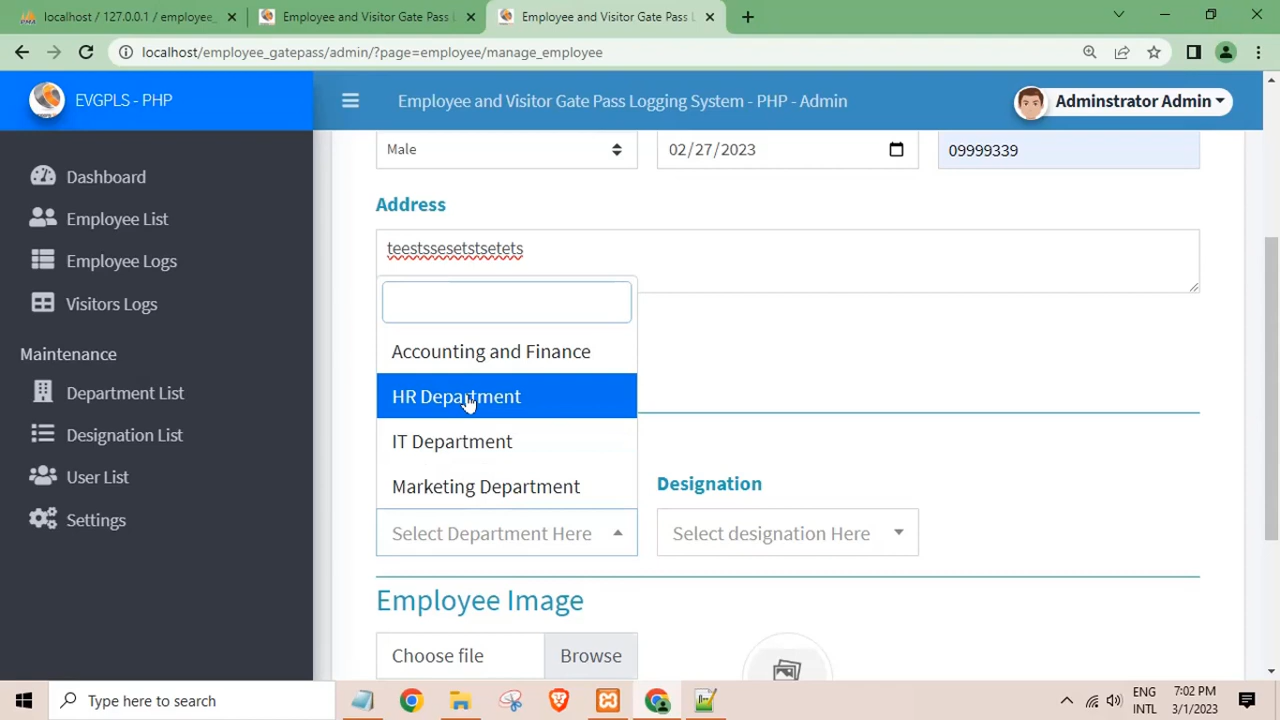 localhost / 127.0.0.1 / employee_
Employee and Visitor Gate Pass L
Employee and Visitor Gate Pass L
localhost/employee_gatepass/admin/?page=employee/manage_employee
EVGPLS - PHP
Employee and Visitor Gate Pass Logging System - PHP - Admin
Adminstrator Admin
Dashboard
Employee List
Employee Logs
Visitors Logs
Maintenance
Department List
Designation List
User List
Settings
Male
02/27/2023
09999339
Address
teestssesetstsetets
Accounting and Finance
HR Department
IT Department
Marketing Department
Select Department Here
Designation
Select designation Here
Employee Image
Choose file
Browse
Type here to search
ENG
INTL
7:02 PM
3/1/2023